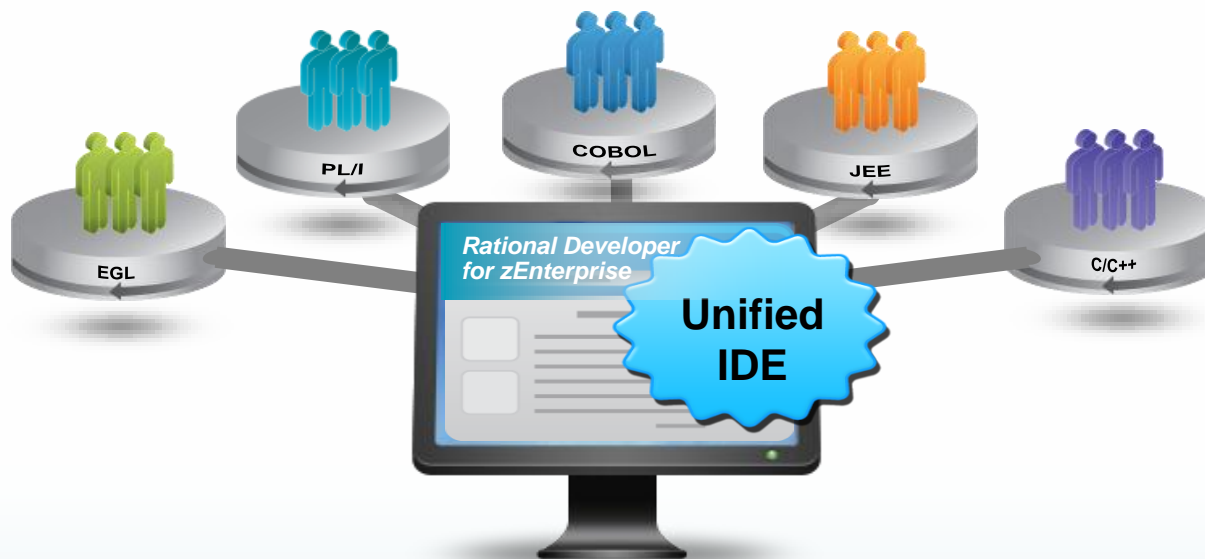 COBOL
PL/I
JEE
EGL
C/C++
Rational Developer
for zEnterprise
Unified
IDE